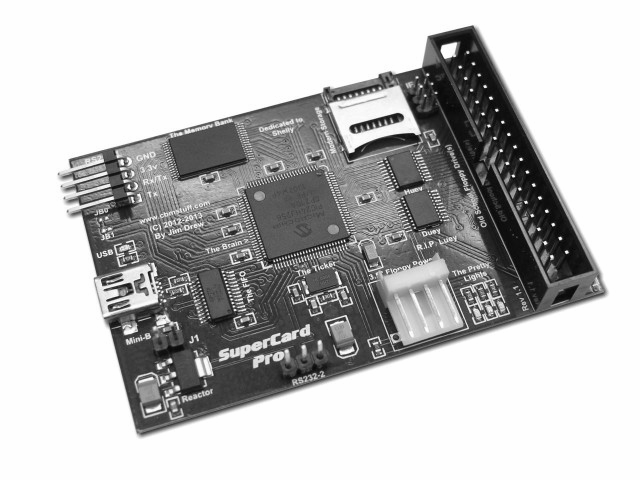 The Memory Bank
Dedicated to
Shelly
GND
3.3v
Rx/Tx
Tx
JB0
JB1
www.cbmstuff.com
(C) 2012-2013
By Jim Drew
USB
The Brain >
Huey
Duey
R.I.P. Luey
The FIFO
The Ticker
Floppy Power
The Pretty
Lights
Rev 1.1
Mini-B
J1
SuperCard
Pro
RS232-2
Reactor